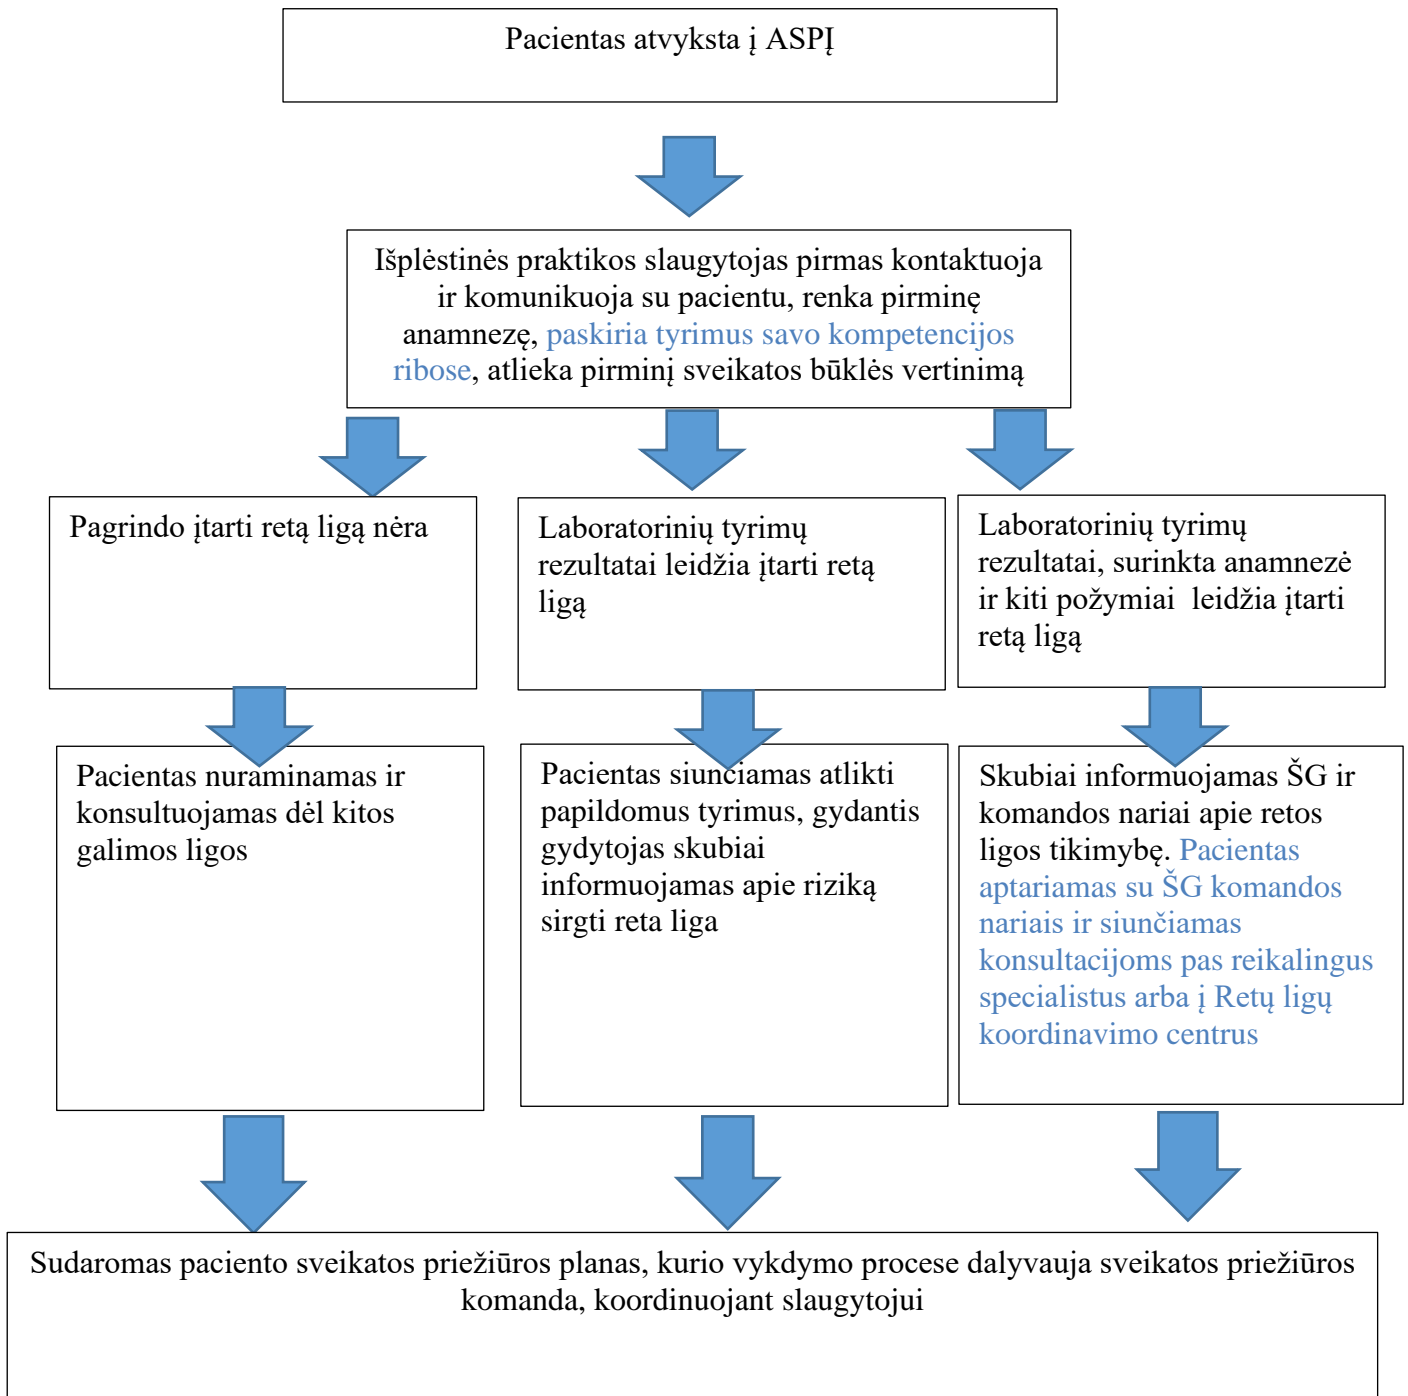 Pacientas atvyksta į ASPĮ
Išplėstinės praktikos slaugytojas pirmas kontaktuoja
ir komunikuoja su pacientu, renka pirminę
anamnezę, paskiria tyrimus savo kompetencijos
ribose, atlieka pirminį sveikatos būklės vertinimą
Pagrindo įtarti retą ligą nėra
Laboratorinių tyrimų
rezultatai leidžia įtarti retą
ligą
Laboratorinių tyrimų
rezultatai, surinkta anamnezė
ir kiti požymiai  leidžia įtarti
retą ligą
Pacientas nuraminamas ir
konsultuojamas dėl kitos
galimos ligos
Pacientas siunčiamas atlikti
papildomus tyrimus, gydantis
gydytojas skubiai
informuojamas apie riziką
sirgti reta liga
Skubiai informuojamas ŠG ir
komandos nariai apie retos
ligos tikimybę. Pacientas
aptariamas su ŠG komandos
nariais ir siunčiamas
konsultacijoms pas reikalingus
specialistus arba į Retų ligų
koordinavimo centrus
Sudaromas paciento sveikatos priežiūros planas, kurio vykdymo procese dalyvauja sveikatos priežiūros
komanda, koordinuojant slaugytojui